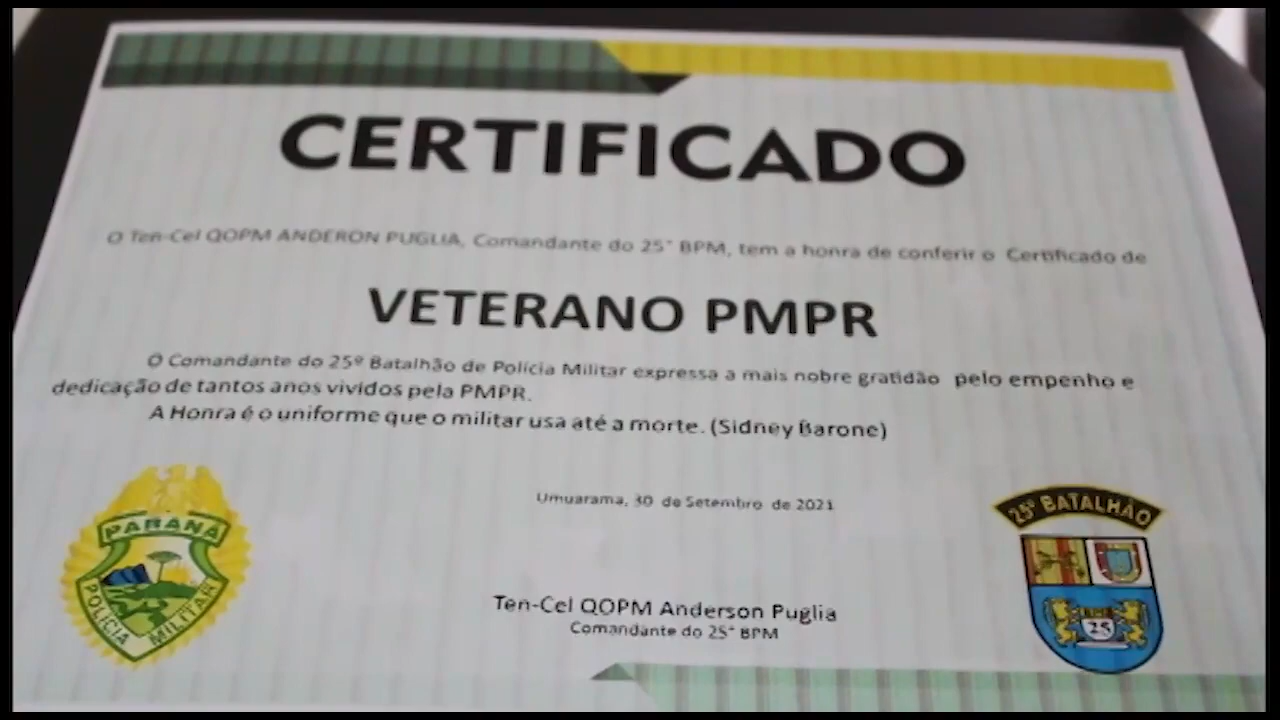 CERTIFICADO
O Ten-Cel QOPM ANDERON PUGLIA, Comandante do 25° BPM, tem a honra de conferir o Certificado de
VETERANO PMPR
O Comandante do 25º Batalhão de Polícia Militar expressa a mais nobre gratidão pelo empenho e
dedicação de tantos anos vividos pela PMPR.
A Honra é o uniforme que o militar usa até a morte. (Sidney Barone)
Umuarama, 30 de Setembro de 2021
Ten-Cel QOPM Anderson Puglia
Comandante do 25° BPM
PARANÁ
POLÍCIA MILITAR
25º BATALHÃO
25